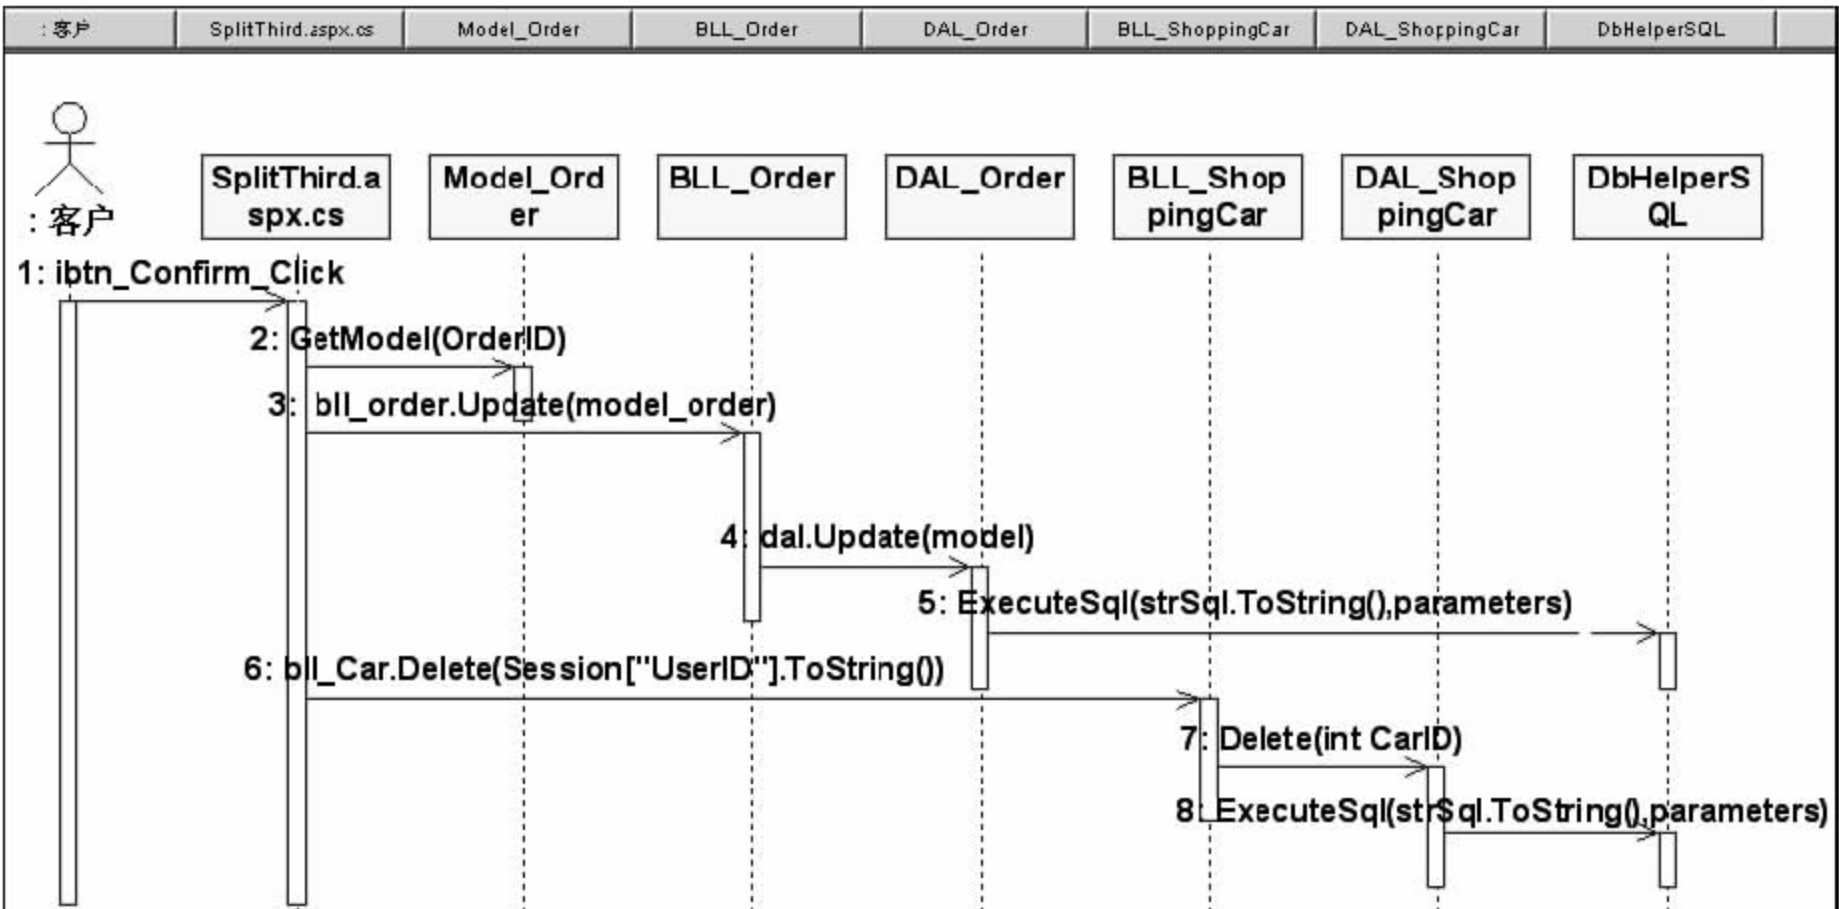 : 客户
SplitThird.aspx.cs
Model_Order
BLL_Order
DAL_Order
BLL_ShoppingCar
DAL_ShoppingCar
DbHelperSQL
: 客户
SplitThird.a
spx.cs
Model_Ord
er
BLL_Order
DAL_Order
BLL_Shop
pingCar
DAL_Shop
pingCar
DbHelperS
QL
1: ibtn_Confirm_Click
2: GetModel(OrderID)
3: bll_order.Update(model_order)
4: dal.Update(model)
5: ExecuteSql(strSql.ToString(),parameters)
6: bll_Car.Delete(Session["UserID"].ToString())
7: Delete(int CarID)
8: ExecuteSql(strSql.ToString(),parameters)